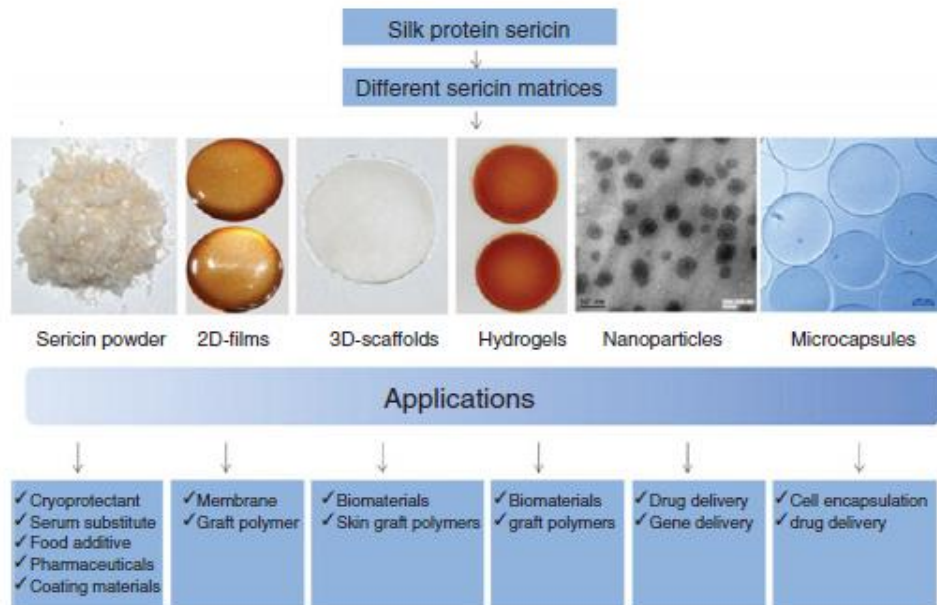 Silk protein sericin
Different sericin matrices
Sericin powder
2D-films
3D-scaffolds
Hydrogels
Nanoparticles
Microcapsules
Applications
✓Cryoprotectant
✓Serum substitute
✓Food additive
✓Pharmaceuticals
✓Coating materials
✓Membrane
✓Graft polymer
✓Biomaterials
✓Skin graft polymers
✓Biomaterials
✓graft polymers
✓Drug delivery
✓Gene delivery
✓Cell encapsulation
✓drug delivery